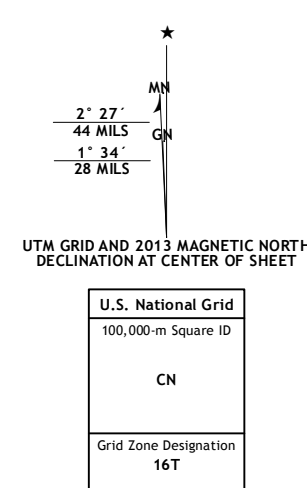 ★
MN
2° 27´
44 MILS
GN
1° 34´
28 MILS
UTM GRID AND 2013 MAGNETIC NORTH
DECLINATION AT CENTER OF SHEET
U.S. National Grid
100,000-m Square ID
CN
Grid Zone Designation
16T